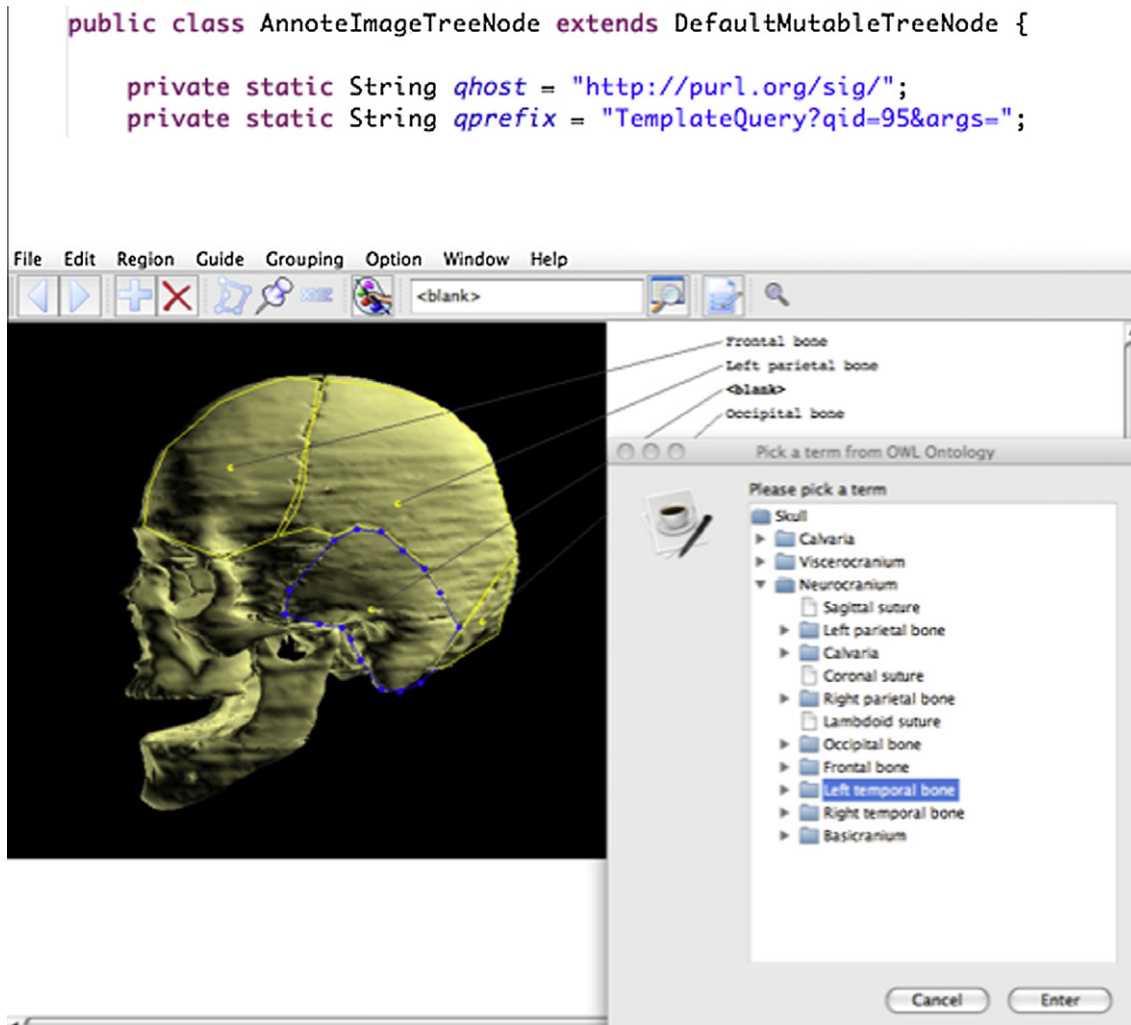 public class AnnoteImageTreeNode extends DefaultMutableTreeNode {
private static String qhost = "http://purl.org/sig/";
private static String qprefix = "TemplateQuery?qid=95&args=";
File Edit Region Guide Grouping Option Window Help
<blank>
Frontal bone
Left parietal bone
<blank>
Occipital bone
Pick a term from OWL Ontology
Please pick a term
Skull
Calvaria
Viscerocranium
Neurocranium
Sagittal suture
Left parietal bone
Calvaria
Coronal suture
Right parietal bone
Lambdoid suture
Occipital bone
Frontal bone
Left temporal bone
Right temporal bone
Basicranium
Cancel Enter